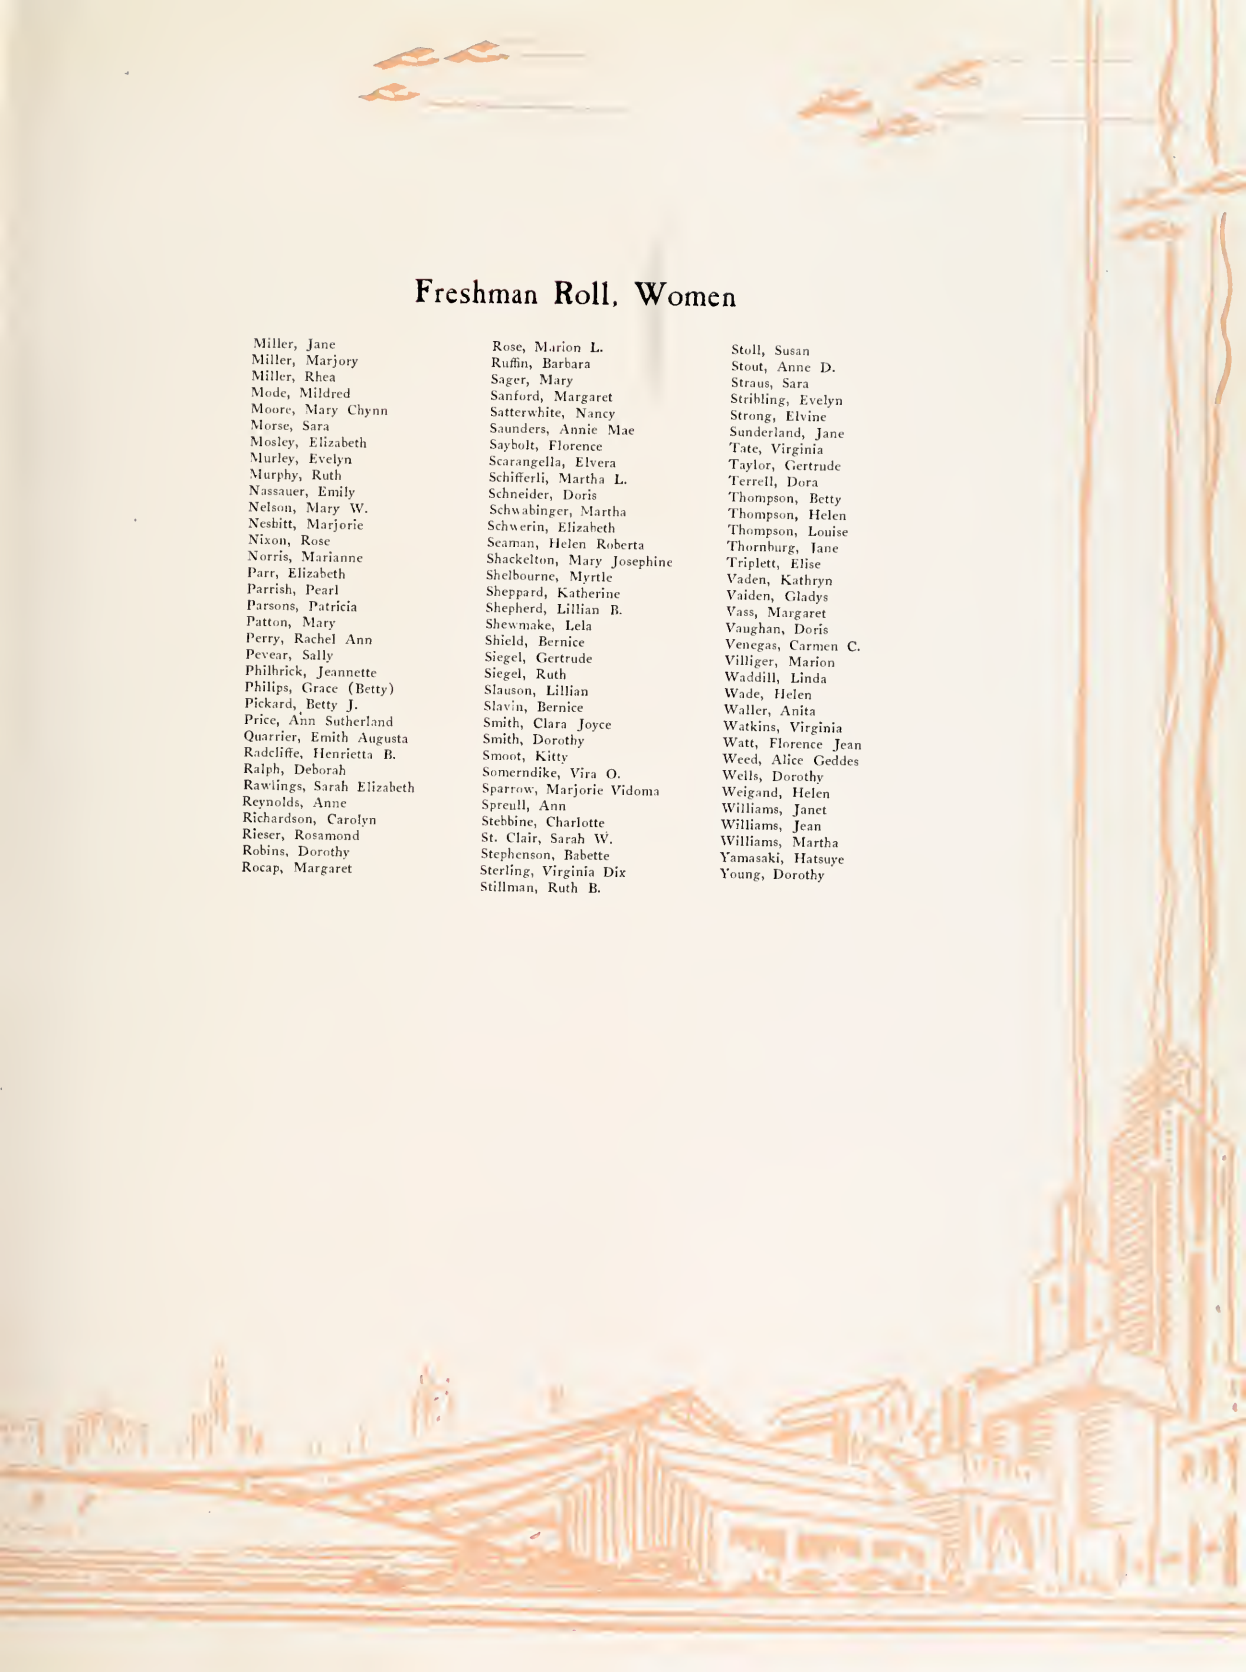 Freshman Roll, Women
Miller, Jane
Miller, Marjory
Miller, Rhea
Mode, Mildred
Moore, Mary Chynn
Morse, Sara
Mosley, Elizabeth
Murley, Evelyn
Murphy, Ruth
Nassauer, Emily
Nelson, Mary W.
Nesbitt, Marjorie
Nixon, Rose
Norris, Marianne
Parr, Elizabeth
Parrish, Pearl
Parsons, Patricia
Patton, Mary
Perry, Rachel Ann
Pevear, Sally
Philbrick, Jeannette
Philips, Grace (Betty)
Pickard, Betty J.
Price, Ann Sutherland
Quarrier, Emith Augusta
Radcliffe, Henrietta B.
Ralph, Deborah
Rawlings, Sarah Elizabeth
Reynolds, Anne
Richardson, Carolyn
Rieser, Rosamond
Robins, Dorothy
Rocap, Margaret
Rose, Marion L.
Ruffin, Barbara
Sager, Mary
Sanford, Margaret
Satterwhite, Nancy
Saunders, Annie Mae
Saybolt, Florence
Scarangella, Elvera
Schifferli, Martha L.
Schneider, Doris
Schwabinger, Martha
Schwerin, Elizabeth
Seaman, Helen Roberta
Shackelton, Mary Josephine
Shelbourne, Myrtle
Sheppard, Katherine
Shepherd, Lillian B.
Shewmake, Lela
Shield, Bernice
Siegel, Gertrude
Siegel, Ruth
Slauson, Lillian
Slavin, Bernice
Smith, Clara Joyce
Smith, Dorothy
Smoot, Kitty
Somerndike, Vira O.
Sparrow, Marjorie Vidoma
Spreull, Ann
Stebbine, Charlotte
St. Clair, Sarah W.
Stephenson, Babette
Sterling, Virginia Dix
Stillman, Ruth B.
Stoll, Susan
Stout, Anne D.
Straus, Sara
Stribling, Evelyn
Strong, Elvine
Sunderland, Jane
Tate, Virginia
Taylor, Gertrude
Terrell, Dora
Thompson, Betty
Thompson, Helen
Thompson, Louise
Thornburg, Jane
Triplett, Elise
Vaden, Kathryn
Vaiden, Gladys
Vass, Margaret
Vaughan, Doris
Venegas, Carmen C.
Villiger, Marion
Waddill, Linda
Wade, Helen
Waller, Anita
Watkins, Virginia
Watt, Florence Jean
Weed, Alice Geddes
Wells, Dorothy
Weigand, Helen
Williams, Janet
Williams, Jean
Williams, Martha
Yamasaki, Hatsuye
Young, Dorothy